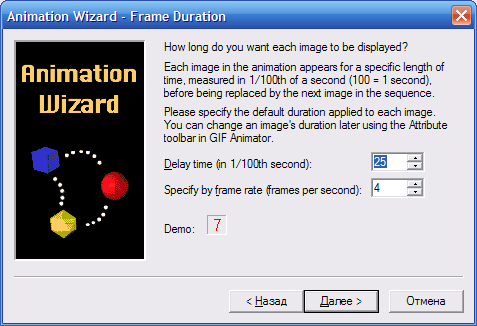 Animation Wizard - Frame Duration
Animation
Wizard
How long do you want each image to be displayed?
Each image in the animation appears for a specific length of
time, measured in 1/100th of a second (100 = 1 second),
before being replaced by the next image in the sequence.
Please specify the default duration applied to each image.
You can change an image's duration later using the Attribute
toolbar in GIF Animator.
Delay time (in 1/100th second): 25
Specify by frame rate (frames per second): 4
Demo: 7
< Назад Далее > Отмена